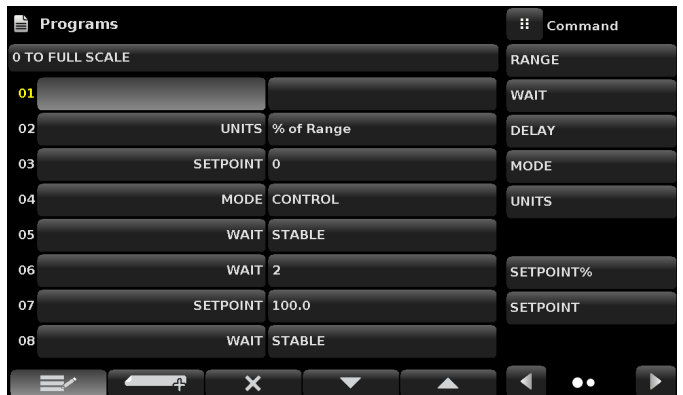 Programs
Command
0 TO FULL SCALE
RANGE
01
WAIT
02 UNITS % of Range
DELAY
03 SETPOINT 0
MODE
04 MODE CONTROL
UNITS
05 WAIT STABLE
06 WAIT 2
SETPOINT%
07 SETPOINT 100.0
SETPOINT
08 WAIT STABLE